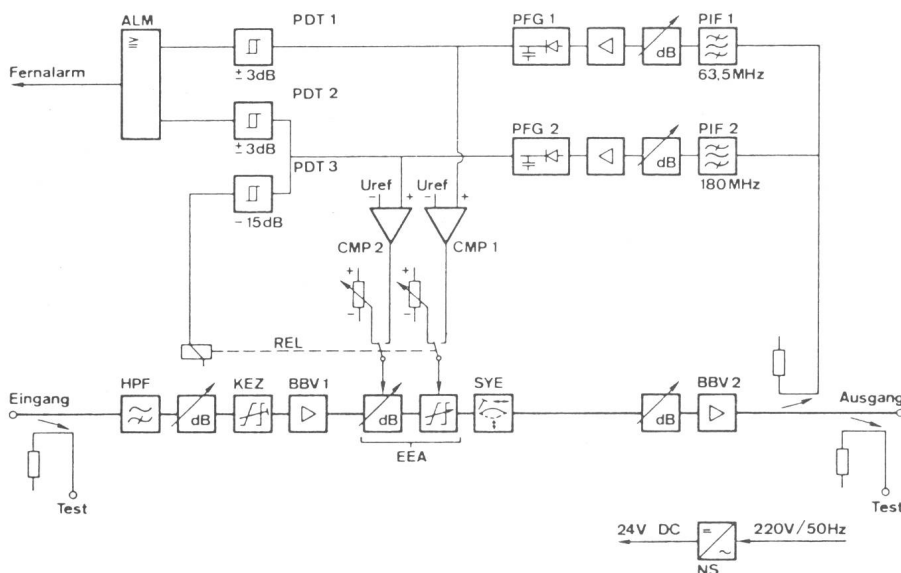 ALM
PDT 1
PFG 1
PIF 1
≥
dB
± 3dB
63,5MHz
Fernalarm
PDT 2
PFG 2
PIF 2
dB
± 3dB
180MHz
PDT 3
Uref
Uref
- +
- +
- 15dB
CMP 2
CMP 1
+
-
+
-
REL
Eingang
HPF
KEZ
BBV 1
SYE
BBV 2
Ausgang
dB
dB
dB
EEA
Test
Test
24V DC
220V/50Hz
=
~
NS